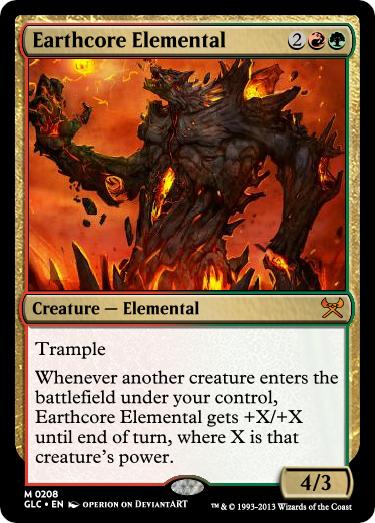 Earthcore Elemental 2
Creature — Elemental
Trample
Whenever another creature enters the
battlefield under your control,
Earthcore Elemental gets +X/+X
until end of turn, where X is that
creature's power.
4/3
M 0208
GLC • EN OPERION ON DEVIANTART
™ & © 1993-2013 Wizards of the Coast